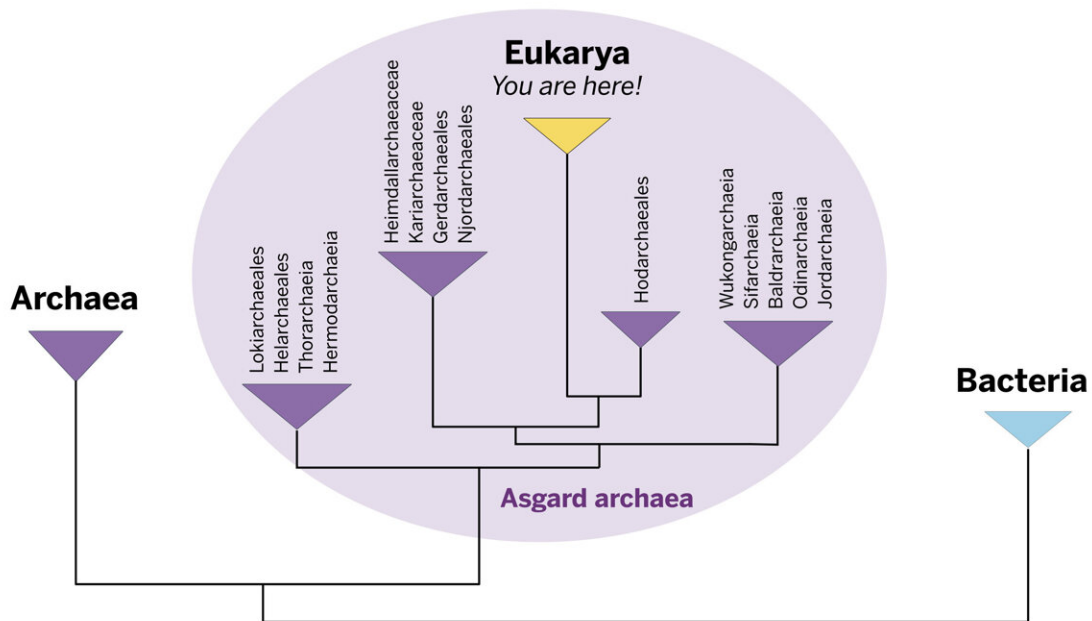 Eukarya
You are here!
Heimdallarchaeaceae
Kariarchaeaceae
Gerdarchaeales
Njordarchaeales
Lokiarchaeales
Helarchaeales
Thorarchaeia
Hermodarchaeia
Hodarchaeales
Wukongarchaeia
Sifarchaeia
Baldrarchaeia
Odinarchaeia
Jordarchaeia
Archaea
Bacteria
Asgard archaea